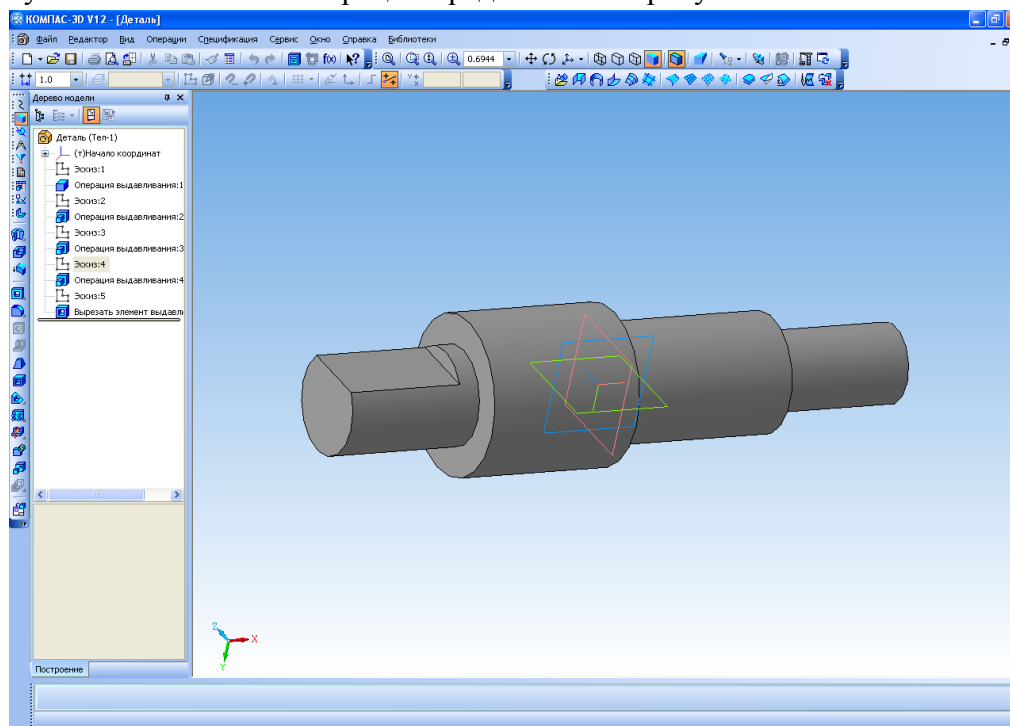 КОМПАС-3D V12 - [Деталь]
Файл Редактор Вид Операции Спецификация Сервис Окно Справка Библиотеки
0.6944
1.0
Дерево модели
Деталь (Тел-1)
(т)Начало координат
Эскиз:1
Операция выдавливания:1
Эскиз:2
Операция выдавливания:2
Эскиз:3
Операция выдавливания:3
Эскиз:4
Операция выдавливания:4
Эскиз:5
Вырезать элемент выдавли
Z
X
Y
Построение